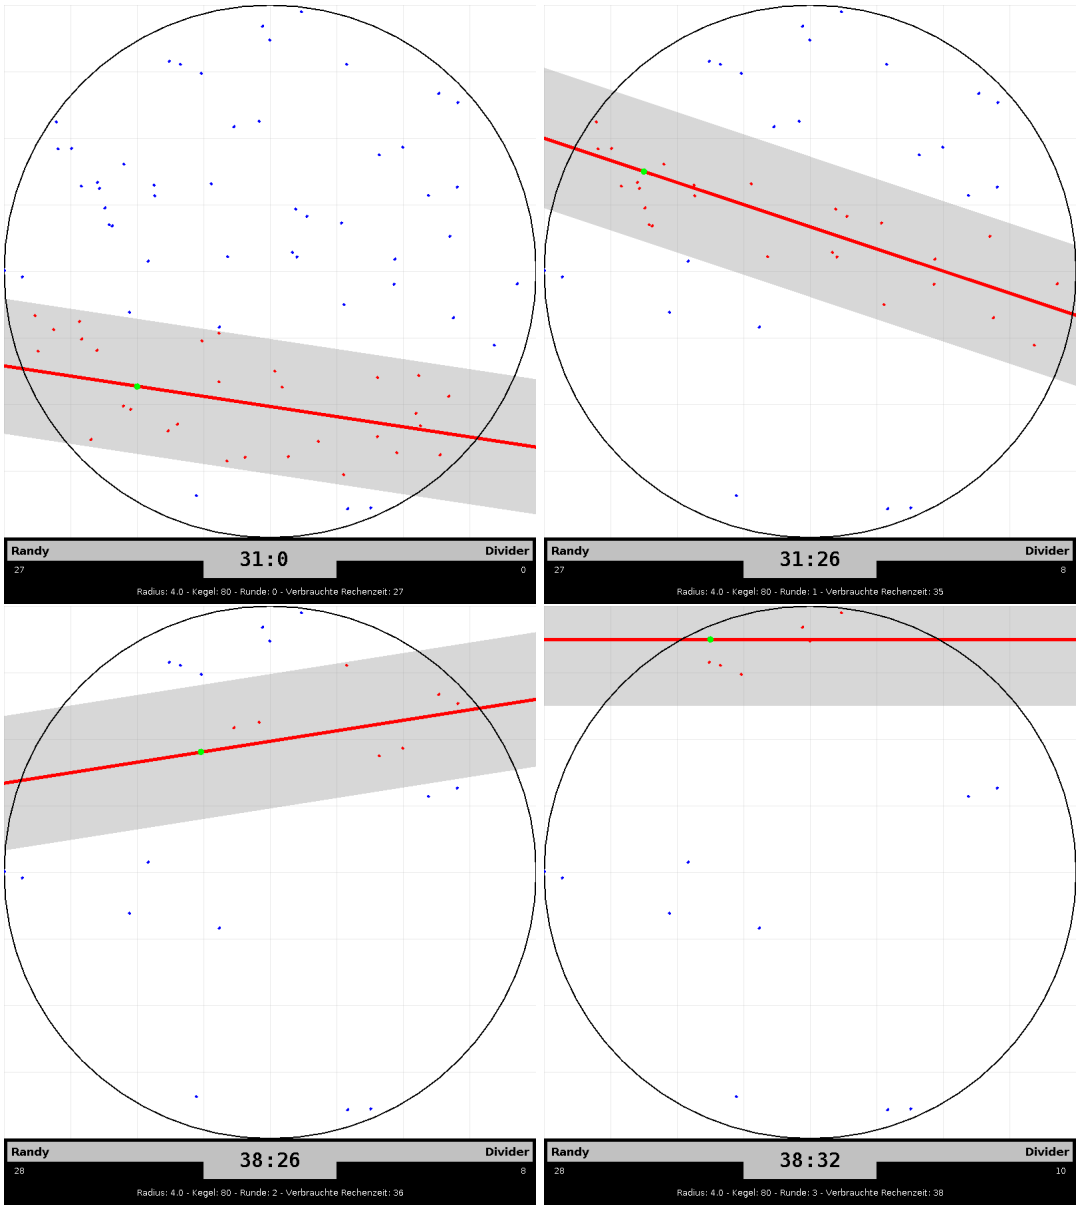 Randy 31:0 Divider
27 0
Radius: 4.0 - Kegel: 80 - Runde: 0 - Verbrauchte Rechenzeit: 27
Randy 31:26 Divider
27 8
Radius: 4.0 - Kegel: 80 - Runde: 1 - Verbrauchte Rechenzeit: 35
Randy 38:26 Divider
28 8
Radius: 4.0 - Kegel: 80 - Runde: 2 - Verbrauchte Rechenzeit: 36
Randy 38:32 Divider
28 10
Radius: 4.0 - Kegel: 80 - Runde: 3 - Verbrauchte Rechenzeit: 38